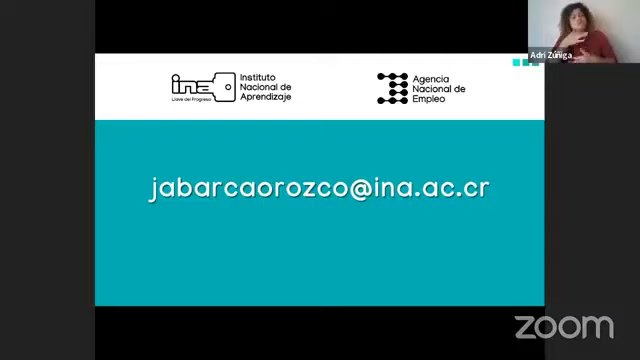 Adri Zúñiga
ina
Llave del Progreso
Instituto
Nacional de
Aprendizaje
Agencia
Nacional de
Empleo
jabarcaorozco@ina.ac.cr
zoom